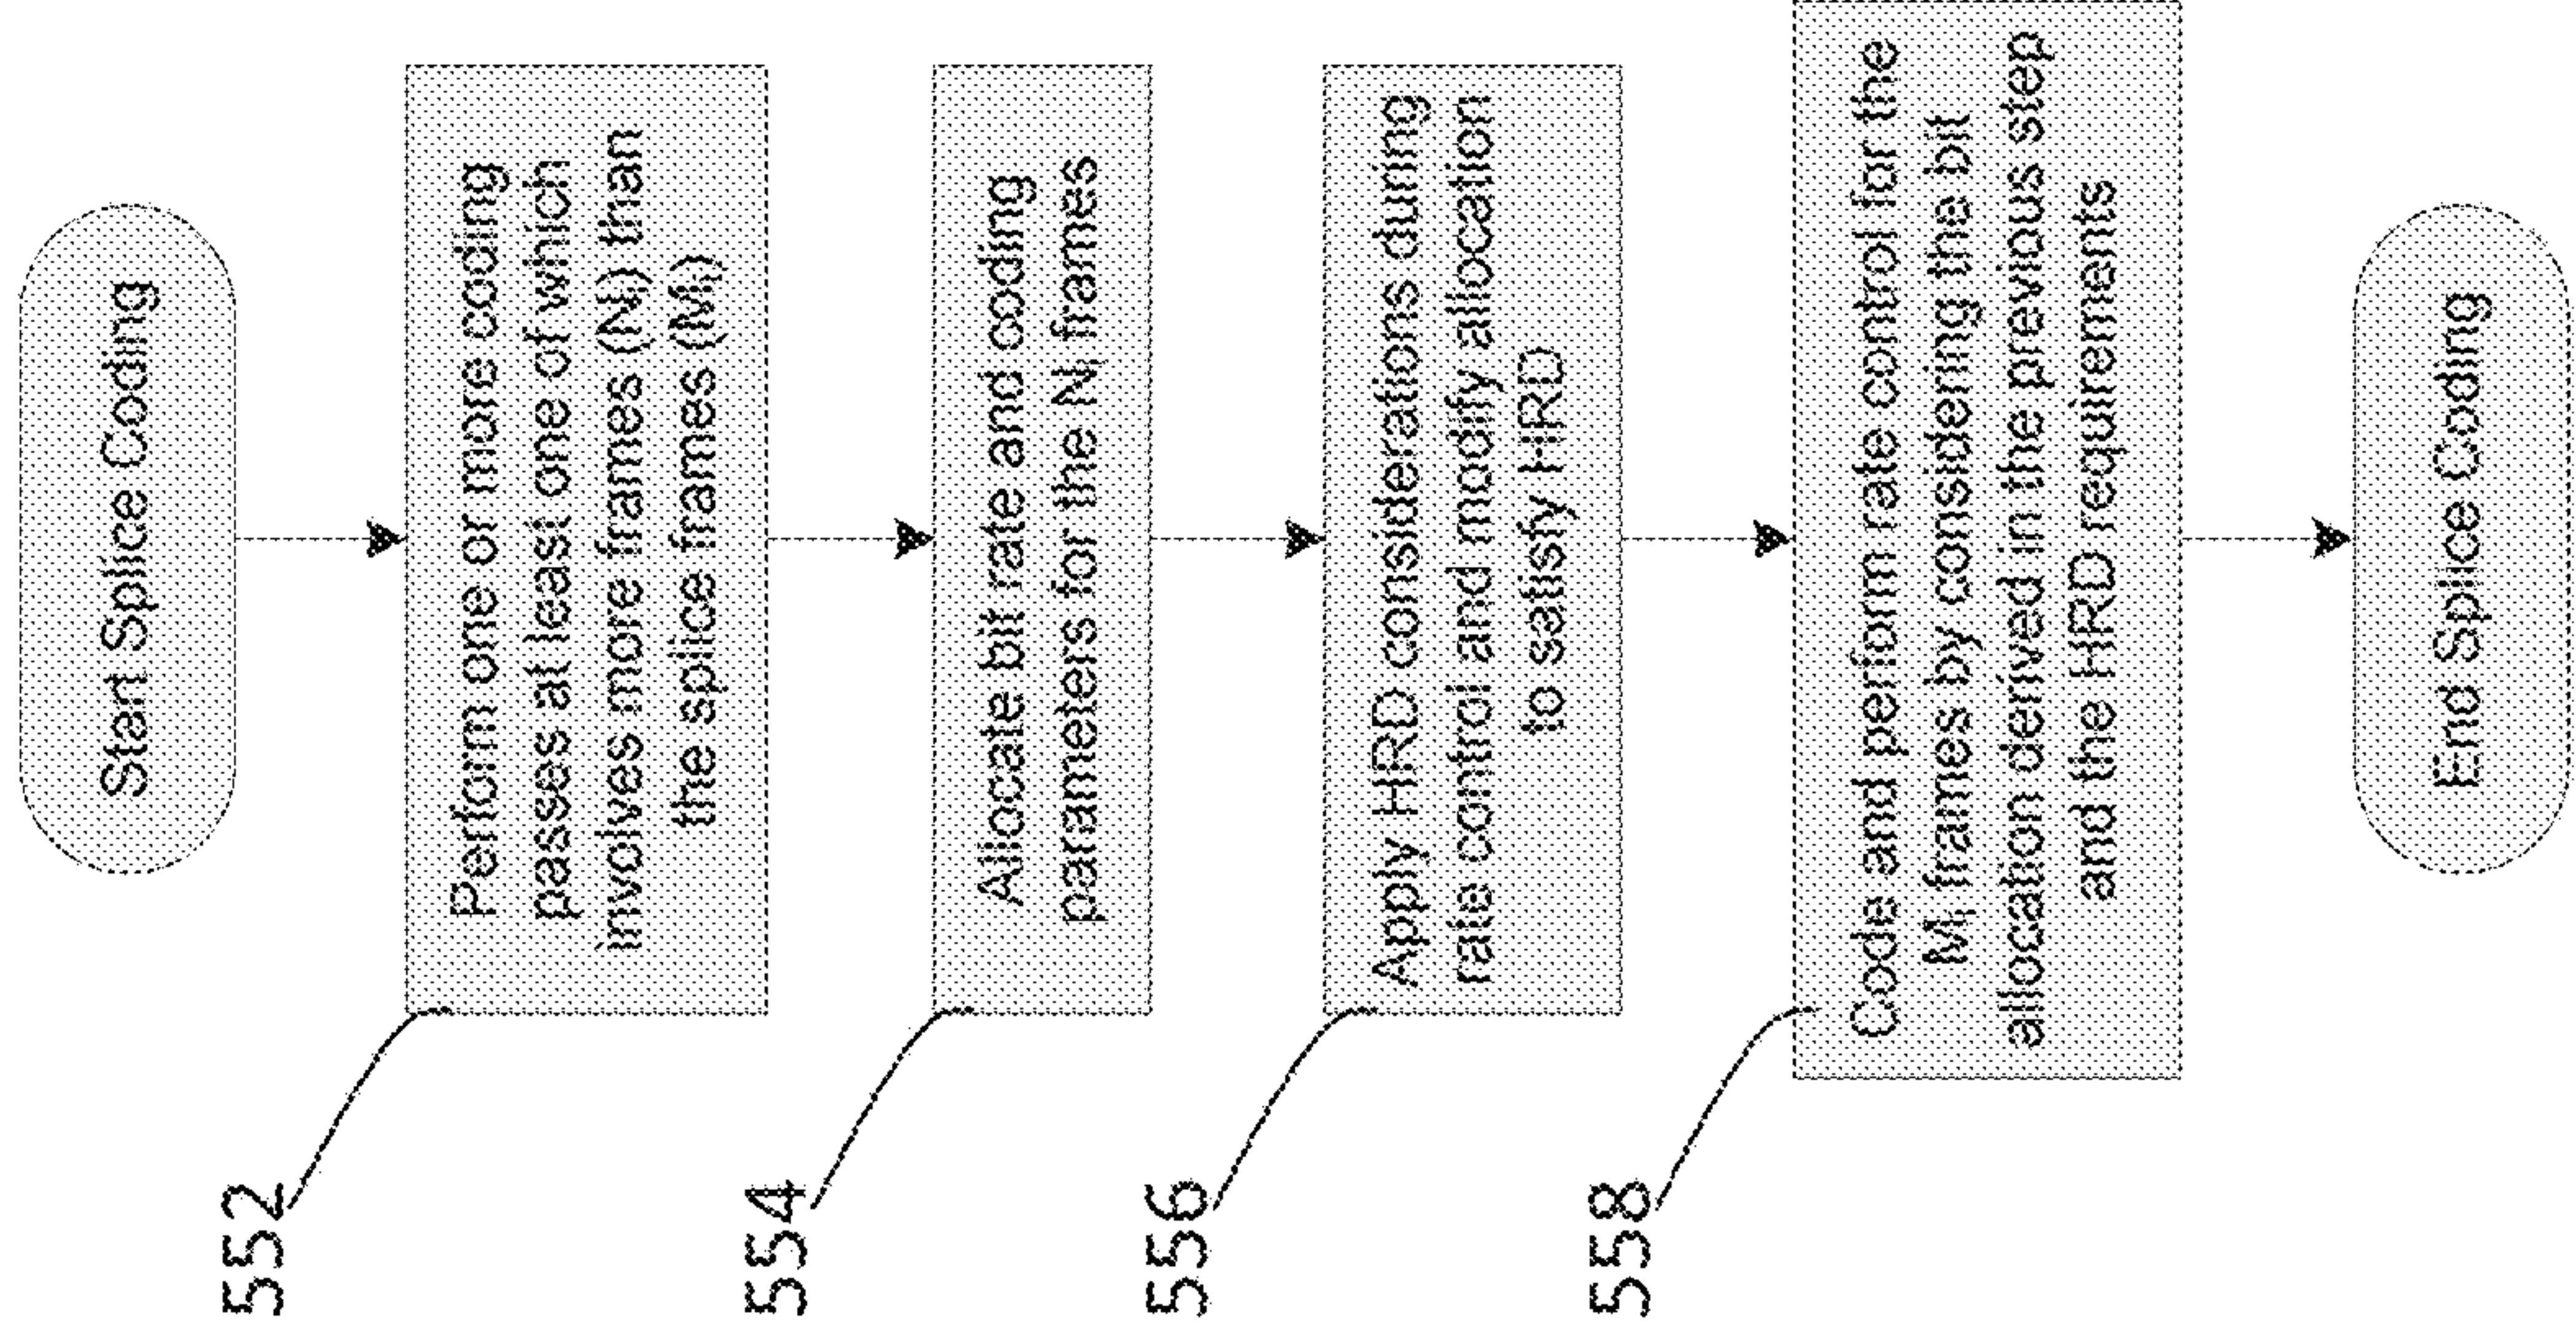 Start Splice Coding
552
Perform one or more coding
passes at least one of which
involves more frames (Nᵢ) than
the splice frames (Mᵢ)
554
Allocate bit rate and coding
parameters for the Nᵢ frames
556
Apply HRD considerations during
rate control and modify allocation
to satisfy HRD
558
Code and perform rate control for the
Mᵢ frames by considering the bit
allocation derived in the previous step
and the HRD requirements
End Splice Coding